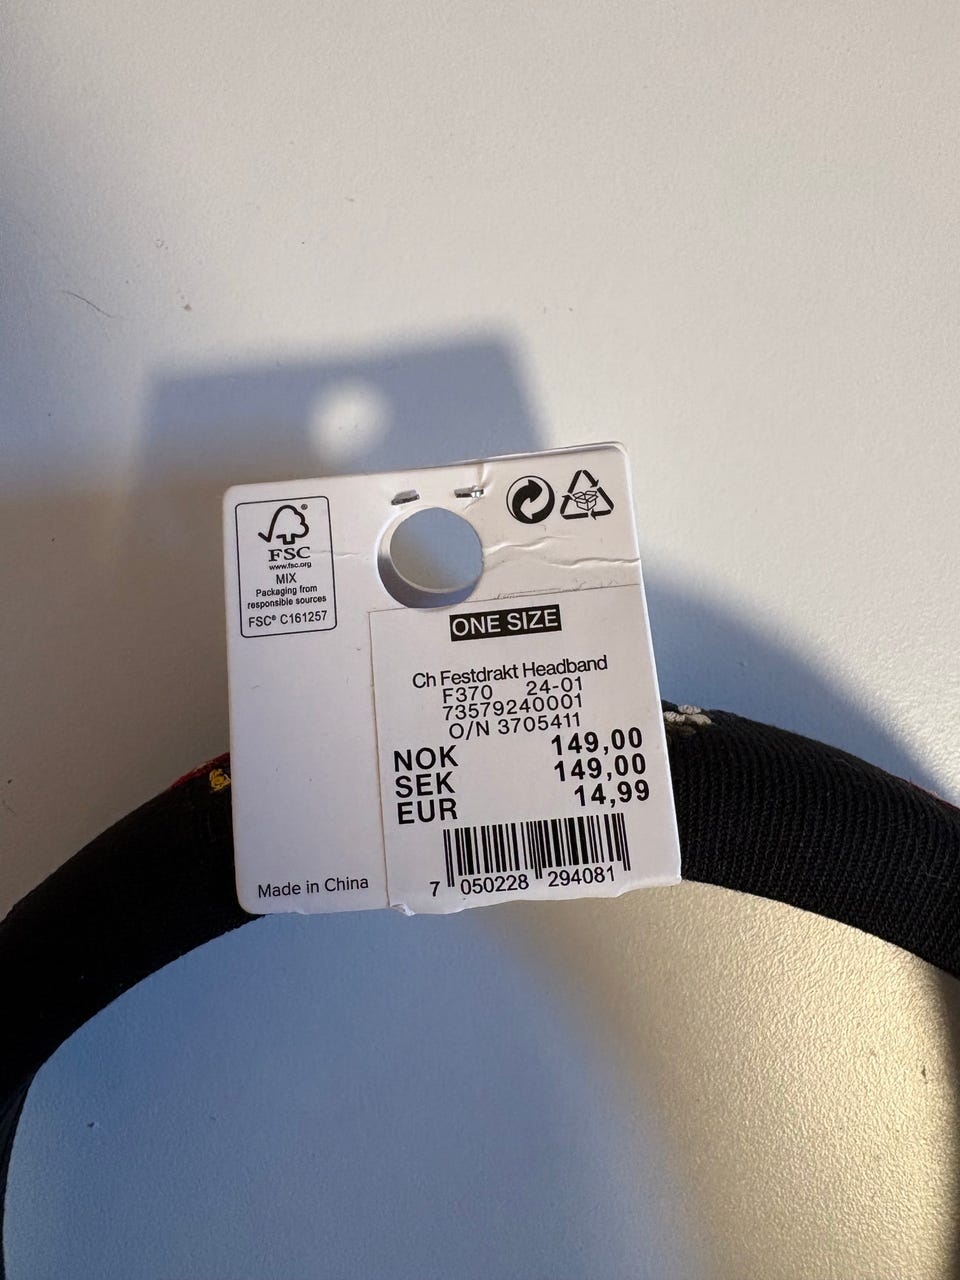 FSC®
www.fsc.org
MIX
Packaging from
responsible sources
FSC® C161257
ONE SIZE
Ch Festdrakt Headband
F370 24-01
73579240001
O/N 3705411
NOK 149,00
SEK 149,00
EUR 14,99
7 050228 294081
Made in China